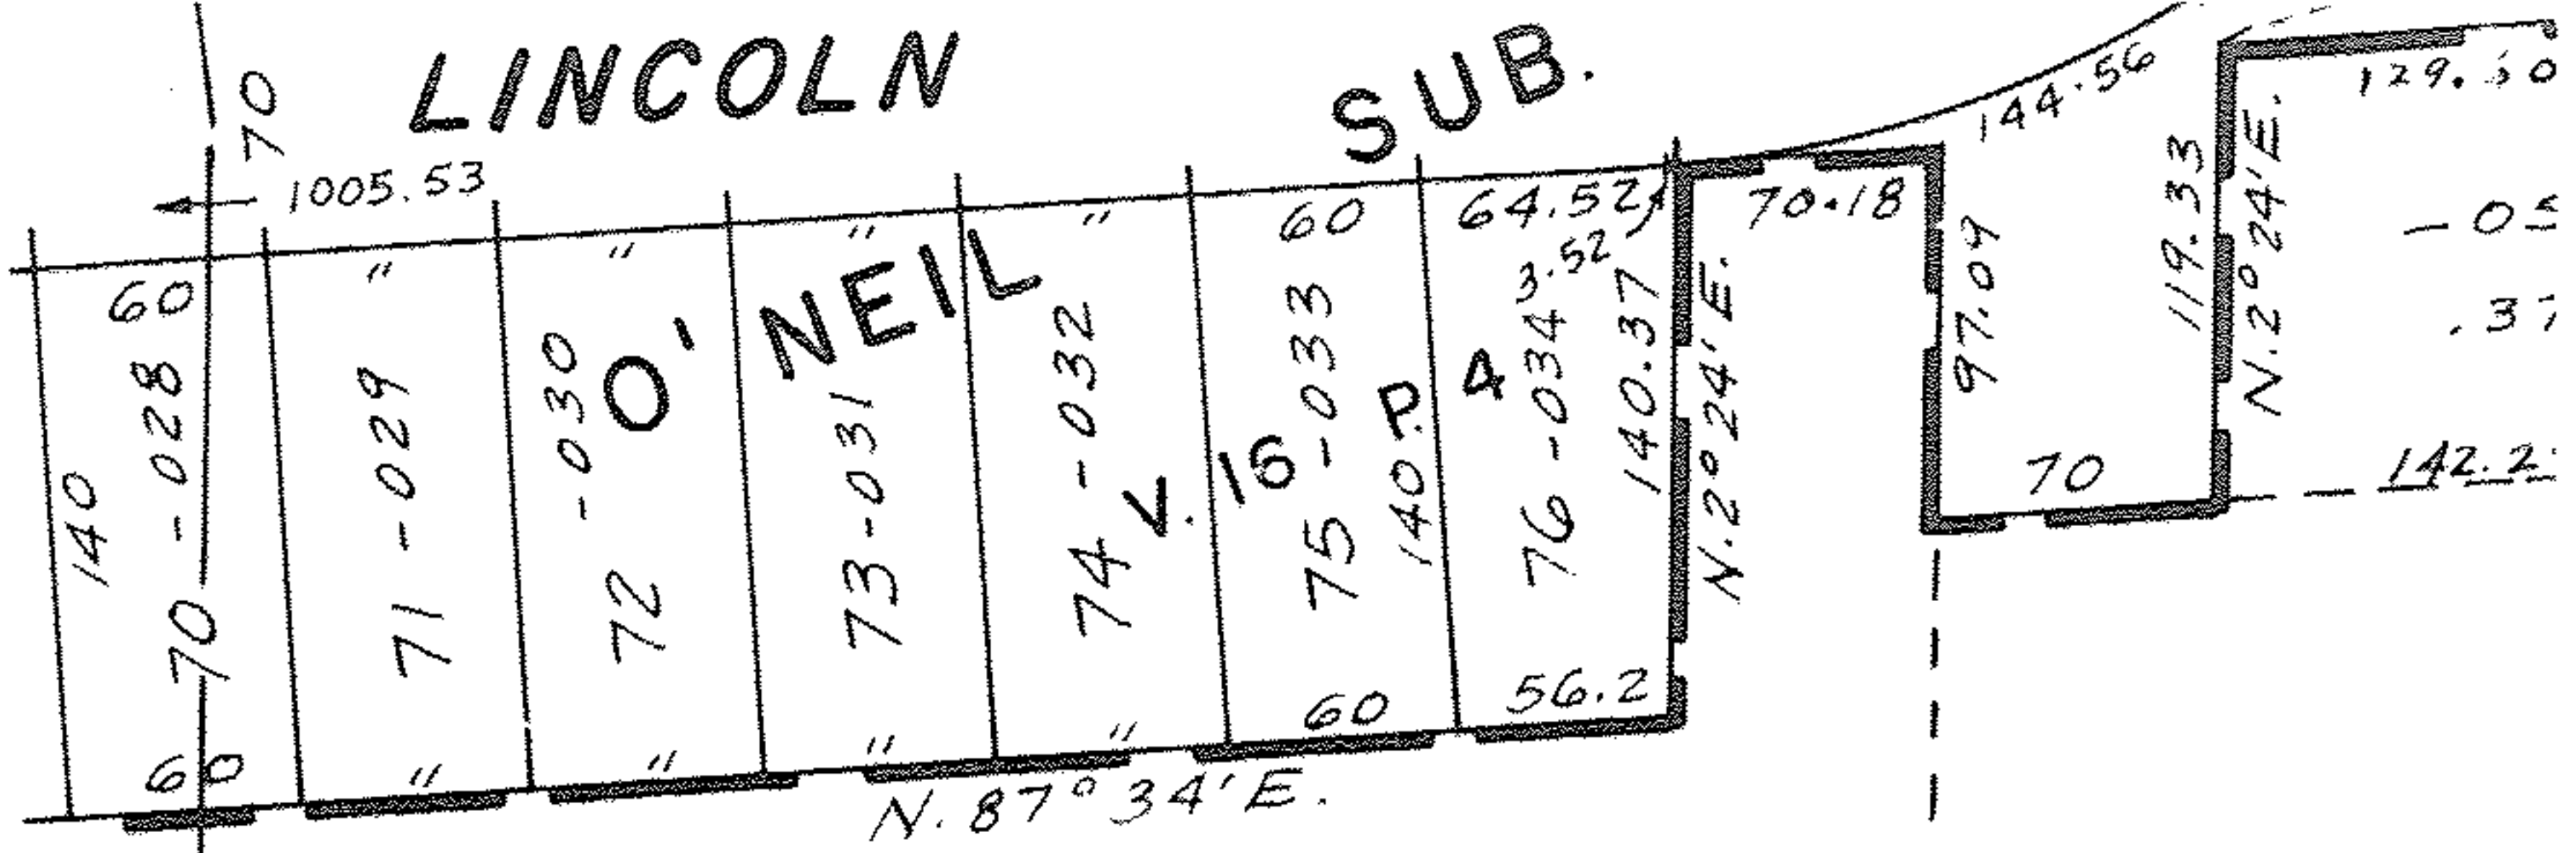 LINCOLN SUB.
O'NEIL
V. 16 P. 4
70
1005.53
144.56
60 " " " " 60 64.52
3.52
70.18
140
70 -028
71 -029
72 -030
73 -031
74 -032
75 -033
140
76 -034
140.37
N. 2° 24' E.
97.09
119.33
N. 2° 24' E.
70
142.2
60 " " " " 60 56.2
N. 87° 34' E.